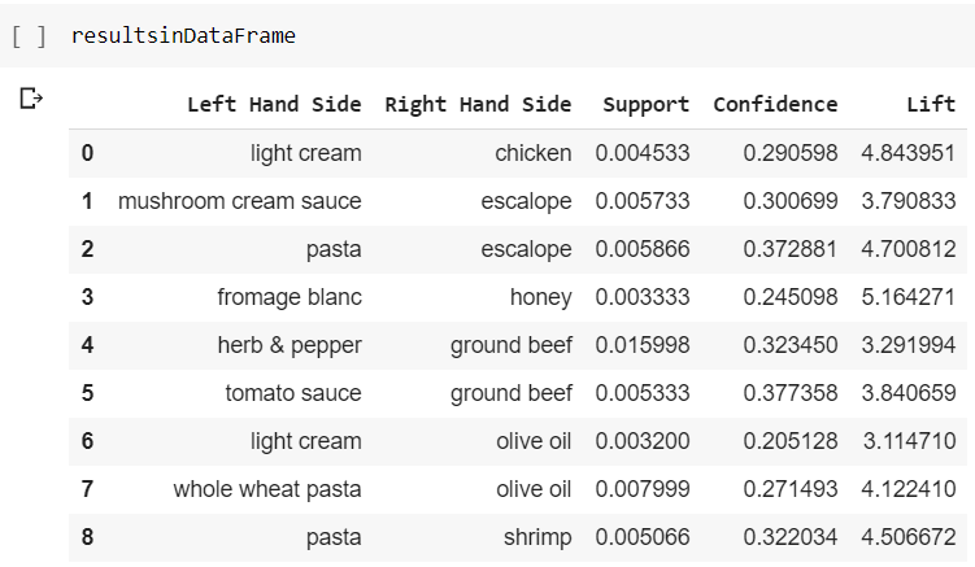 [ ] resultsinDataFrame
Left Hand Side Right Hand Side Support Confidence Lift
0 light cream chicken 0.004533 0.290598 4.843951
1 mushroom cream sauce escalope 0.005733 0.300699 3.790833
2 pasta escalope 0.005866 0.372881 4.700812
3 fromage blanc honey 0.003333 0.245098 5.164271
4 herb & pepper ground beef 0.015998 0.323450 3.291994
5 tomato sauce ground beef 0.005333 0.377358 3.840659
6 light cream olive oil 0.003200 0.205128 3.114710
7 whole wheat pasta olive oil 0.007999 0.271493 4.122410
8 pasta shrimp 0.005066 0.322034 4.506672